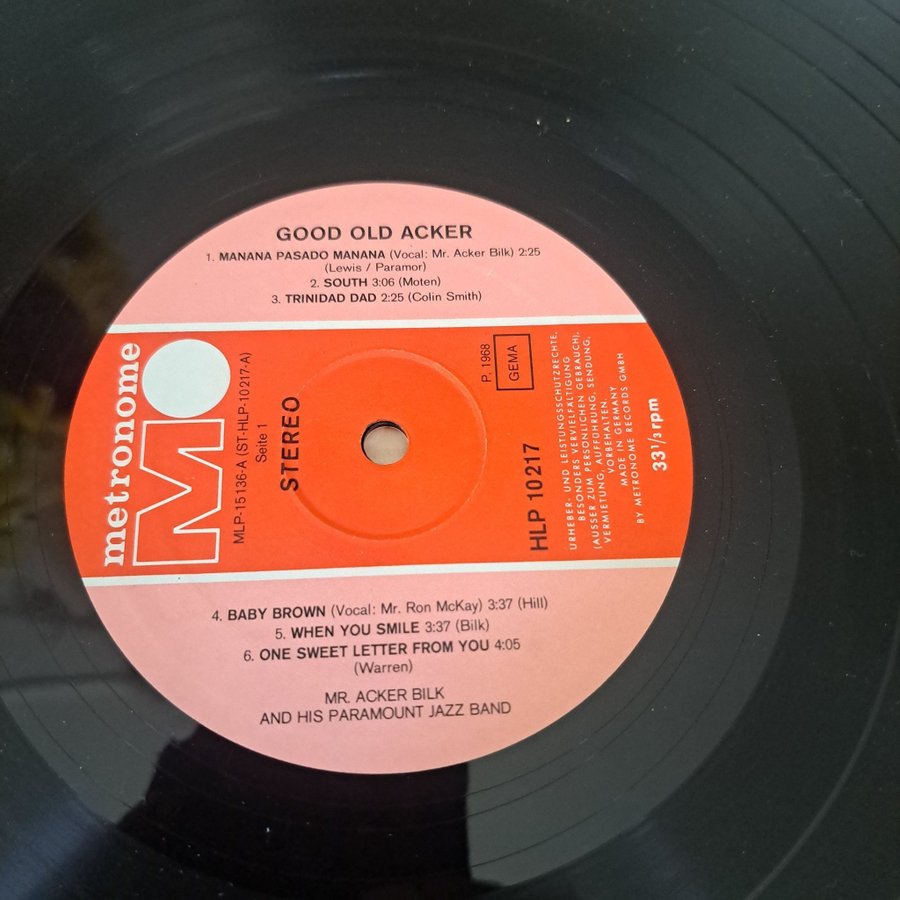 GOOD OLD ACKER
1. MANANA PASADO MANANA (Vocal: Mr. Acker Bilk) 2:25
(Lewis / Paramor)
2. SOUTH 3:06 (Moten)
3. TRINIDAD DAD 2:25 (Colin Smith)
metronome
M
MLP-15136-A (ST-HLP-10217-A)
Seite 1
STEREO
P. 1968
GEMA
HLP 10217
URHEBER- UND LEISTUNGSSCHUTZRECHTE,
BESONDERS VERVIELFÄLTIGUNG
(AUSSER ZUM PERSÖNLICHEN GEBRAUCH),
VERMIETUNG, AUFFÜHRUNG, SENDUNG,
VORBEHALTEN.
MADE IN GERMANY
BY METRONOME RECORDS GMBH
33 1/3 rpm
4. BABY BROWN (Vocal: Mr. Ron McKay) 3:37 (Hill)
5. WHEN YOU SMILE 3:37 (Bilk)
6. ONE SWEET LETTER FROM YOU 4:05
(Warren)
MR. ACKER BILK
AND HIS PARAMOUNT JAZZ BAND